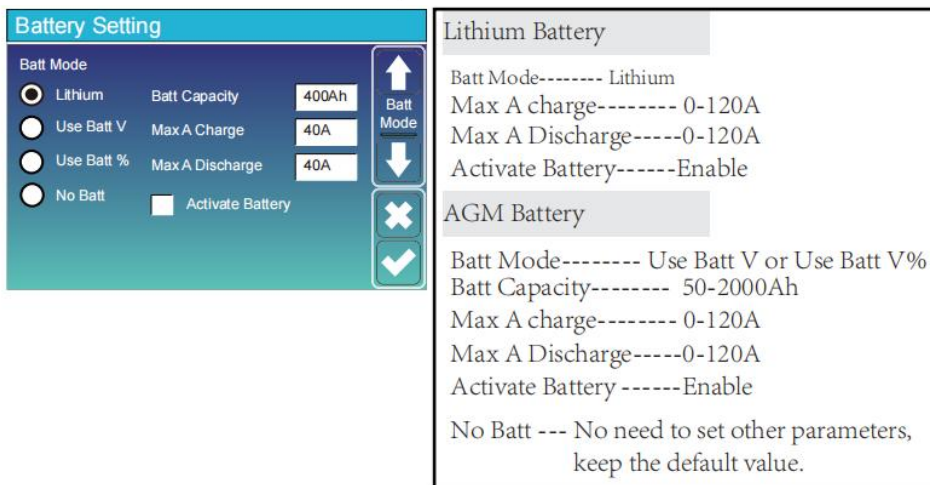 Battery Setting
Batt Mode
Lithium Batt Capacity 400Ah
Use Batt V Max A Charge 40A
Use Batt % Max A Discharge 40A
No Batt Activate Battery
Batt
Mode
Lithium Battery
Batt Mode-------- Lithium
Max A charge-------- 0-120A
Max A Discharge-----0-120A
Activate Battery------Enable
AGM Battery
Batt Mode-------- Use Batt V or Use Batt V%
Batt Capacity-------- 50-2000Ah
Max A charge-------- 0-120A
Max A Discharge-----0-120A
Activate Battery ------Enable
No Batt --- No need to set other parameters,
keep the default value.